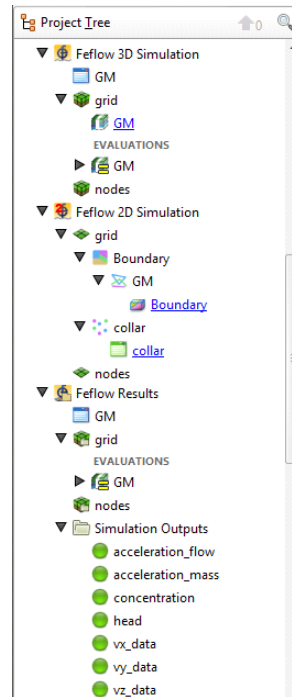 Project Tree 0
Feflow 3D Simulation
GM
grid
GM
EVALUATIONS
GM
nodes
Feflow 2D Simulation
grid
Boundary
GM
Boundary
collar
collar
nodes
Feflow Results
GM
grid
EVALUATIONS
GM
nodes
Simulation Outputs
acceleration_flow
acceleration_mass
concentration
head
vx_data
vy_data
vz_data